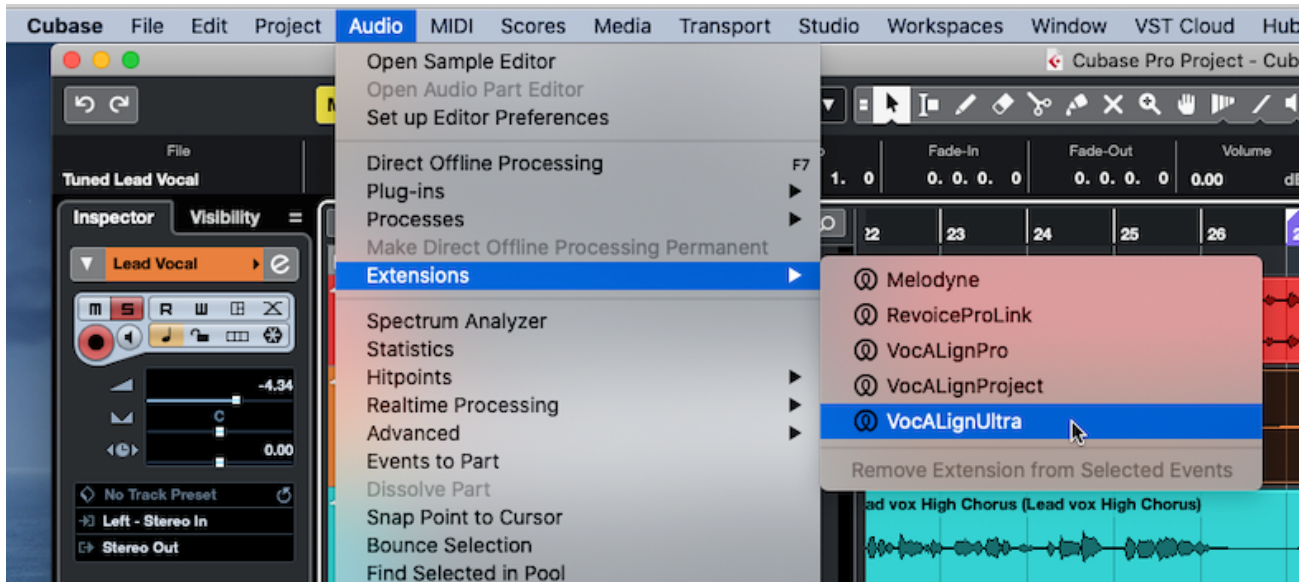 Cubase File Edit Project Audio MIDI Scores Media Transport Studio Workspaces Window VST Cloud Hub
Cubase Pro Project - Cub
Open Sample Editor
Open Audio Part Editor
Set up Editor Preferences
Direct Offline Processing F7
Plug-ins
Processes
Make Direct Offline Processing Permanent
Extensions
Spectrum Analyzer
Statistics
Hitpoints
Realtime Processing
Advanced
Events to Part
Dissolve Part
Snap Point to Cursor
Bounce Selection
Find Selected in Pool
File
Tuned Lead Vocal
Fade-In Fade-Out Volume
1. 0 0. 0. 0. 0 0. 0. 0. 0 0.00 dB
Inspector Visibility
22 23 24 25 26
Lead Vocal
M S R W
-4.34
C
0.00
No Track Preset
Left - Stereo In
Stereo Out
Melodyne
RevoiceProLink
VocALignPro
VocALignProject
VocALignUltra
Remove Extension from Selected Events
ad vox High Chorus (Lead vox High Chorus)